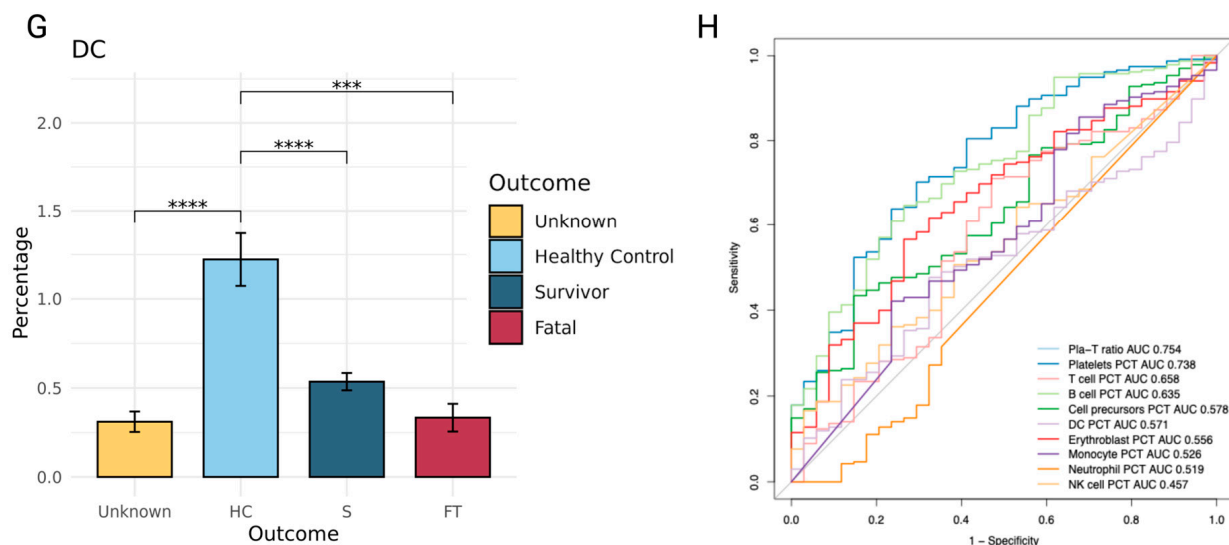 G
DC
****
****
***
2.0
1.5
1.0
0.5
0.0
Percentage
Unknown
HC
S
FT
Outcome
Outcome
Unknown
Healthy Control
Survivor
Fatal
H
1.0
0.8
0.6
0.4
0.2
0.0
Sensitivity
Pla-T ratio AUC 0.754
Platelets PCT AUC 0.738
T cell PCT AUC 0.658
B cell PCT AUC 0.635
Cell precursors PCT AUC 0.578
DC PCT AUC 0.571
Erythroblast PCT AUC 0.556
Monocyte PCT AUC 0.526
Neutrophil PCT AUC 0.519
NK cell PCT AUC 0.457
0.0
0.2
0.4
0.6
0.8
1.0
1 - Specificity